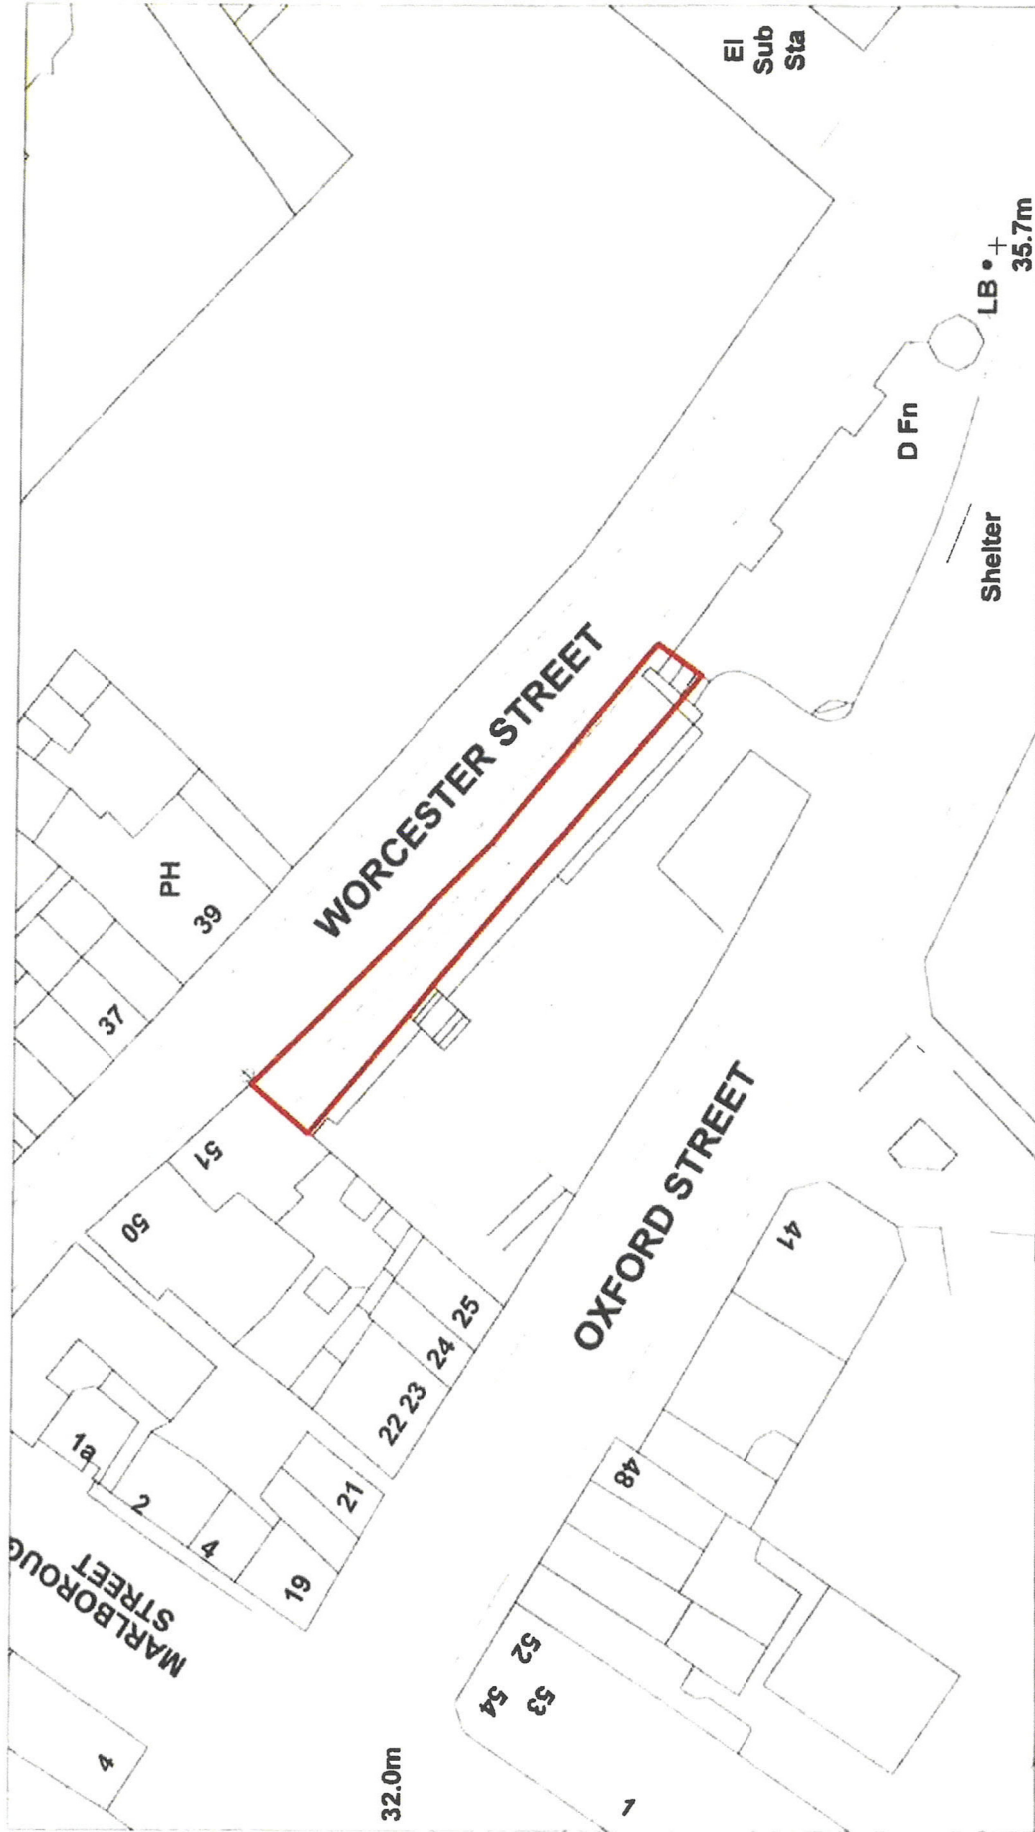 El
Sub
Sta
LB
35.7m
D Fn
Shelter
WORCESTER STREET
PH
39
37
51
50
OXFORD STREET
41
25
24
22 23
21
19
1a
2
4
48
MARLBOROUG
STREET
52
54
53
4
32.0m
1